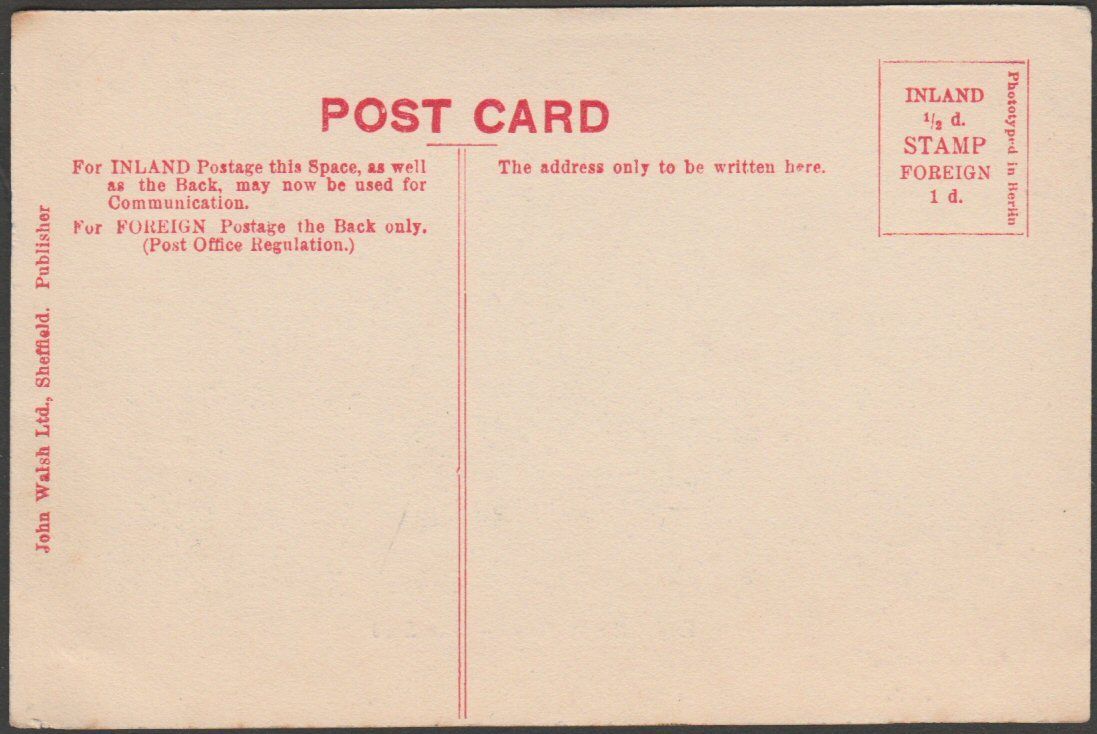 POST CARD
For INLAND Postage this Space, as well
as the Back, may now be used for
Communication.
For FOREIGN Postage the Back only.
(Post Office Regulation.)
The address only to be written here.
INLAND
1/2 d.
STAMP
FOREIGN
1 d.
Phototyped in Berlin
John Walsh Ltd., Sheffield. Publisher